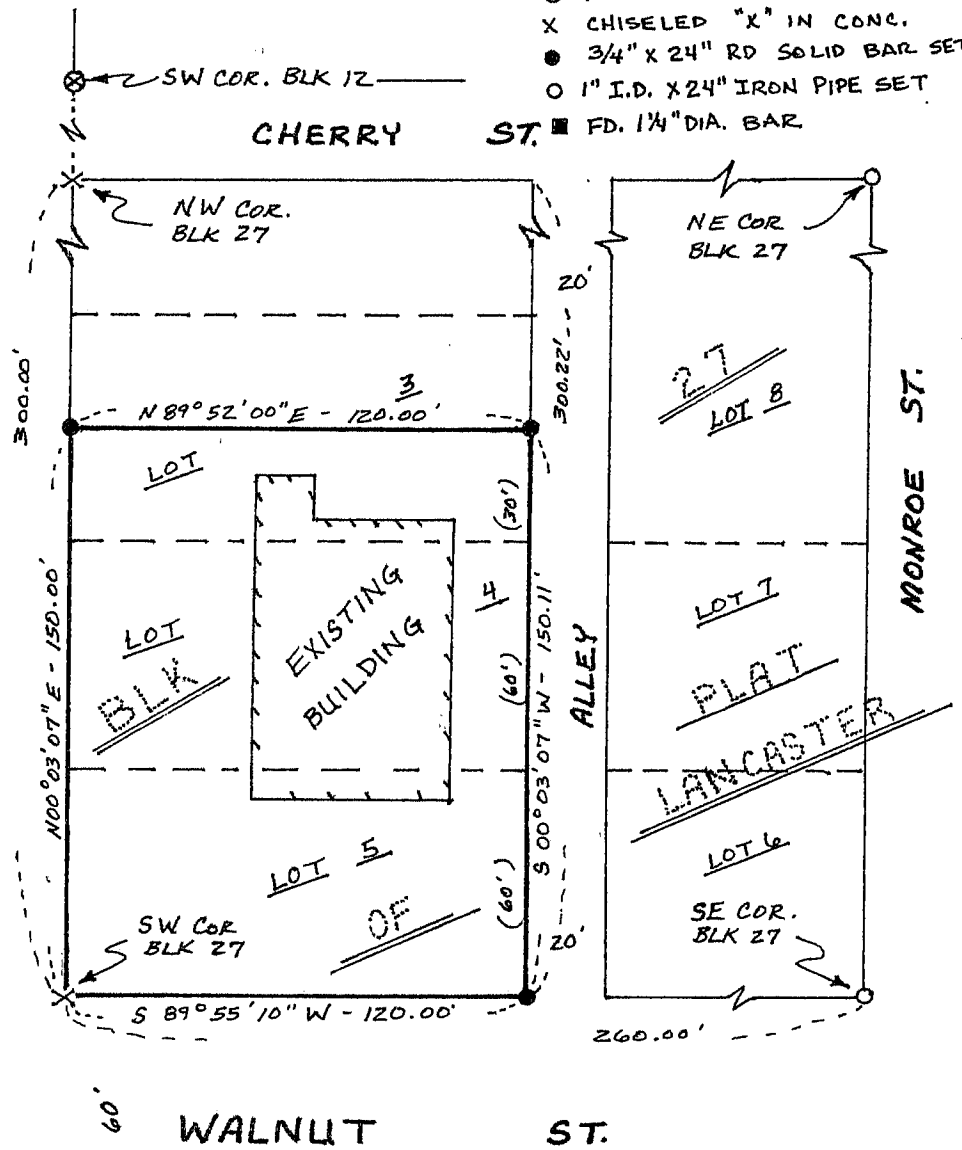 X CHISELED "X" IN CONC.
● 3/4" X 24" RD SOLID BAR SET
O 1" I.D. X 24" IRON PIPE SET
■ FD. 1 1/4" DIA. BAR
SW COR. BLK 12
CHERRY ST.
NW COR.
BLK 27
NE COR
BLK 27
20'
300.00'
300.22'
27
LOT 8
3
N 89° 52' 00" E - 120.00'
MONROE ST.
LOT
(30')
EXISTING
BUILDING
4
LOT
BLK
N00° 03' 07" E - 150.00'
(60')
S 00° 03' 07" W - 150.11'
ALLEY
LOT 7
PLAT
LANCASTER
LOT 5
OF
(60')
LOT 6
SW COR
BLK 27
20'
SE COR.
BLK 27
S 89° 55' 10" W - 120.00'
260.00'
60'
WALNUT ST.